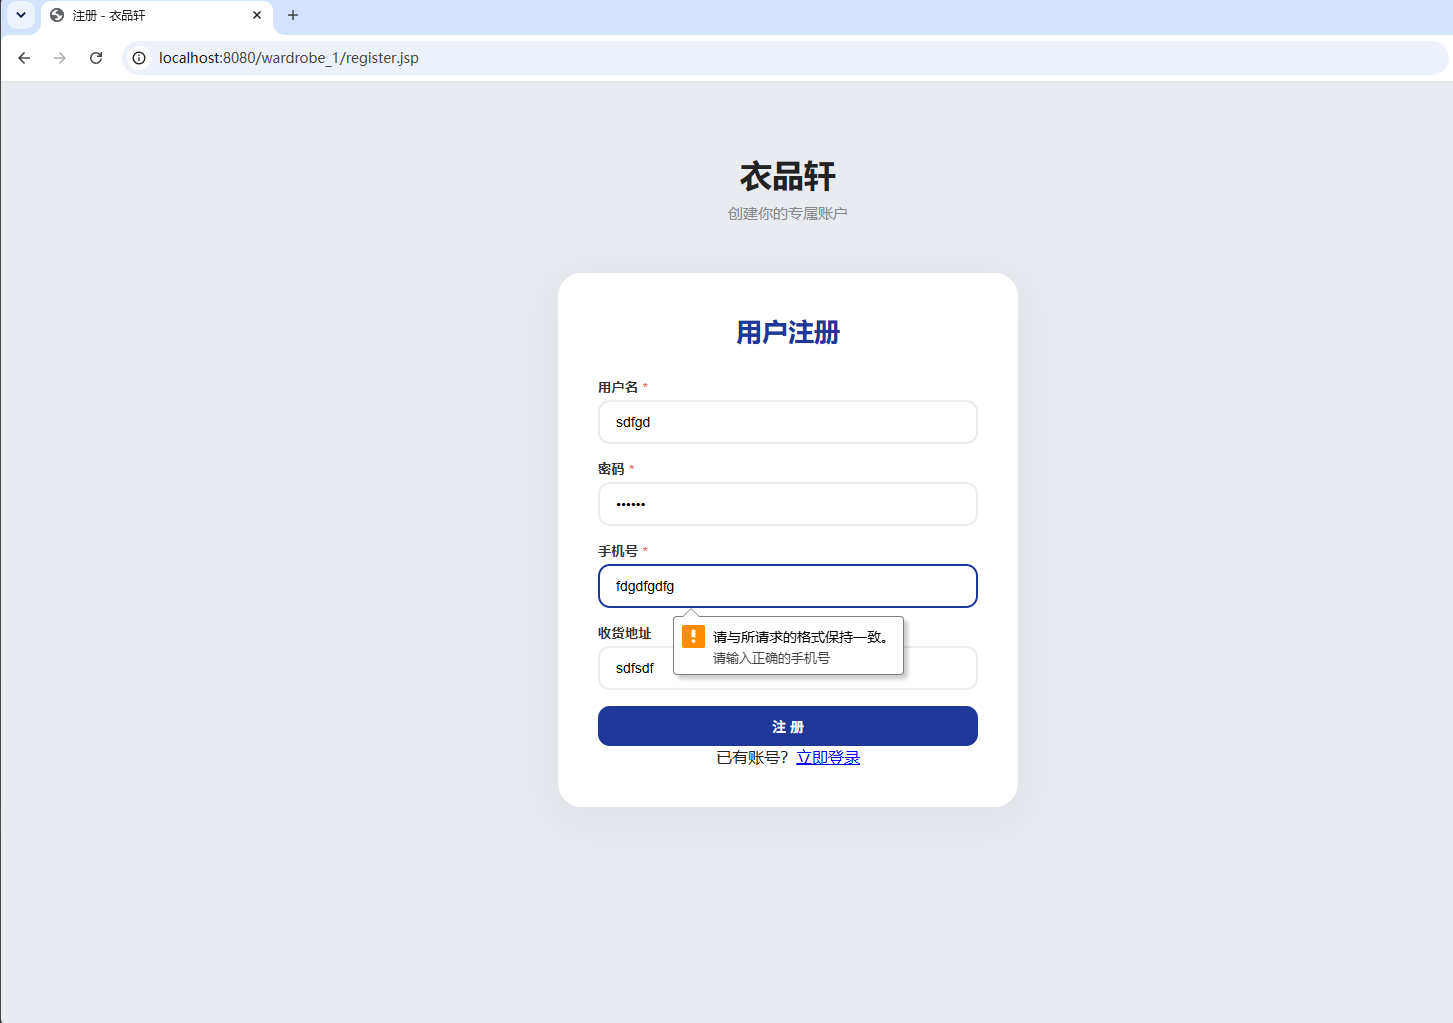 注册 - 衣品轩
localhost:8080/wardrobe_1/register.jsp
衣品轩
创建你的专属账户
用户注册
用户名 *
sdfgd
密码 *
••••••
手机号 *
fdgdfgdfg
请与所请求的格式保持一致。
请输入正确的手机号
收货地址
sdfsdf
注 册
已有账号？立即登录